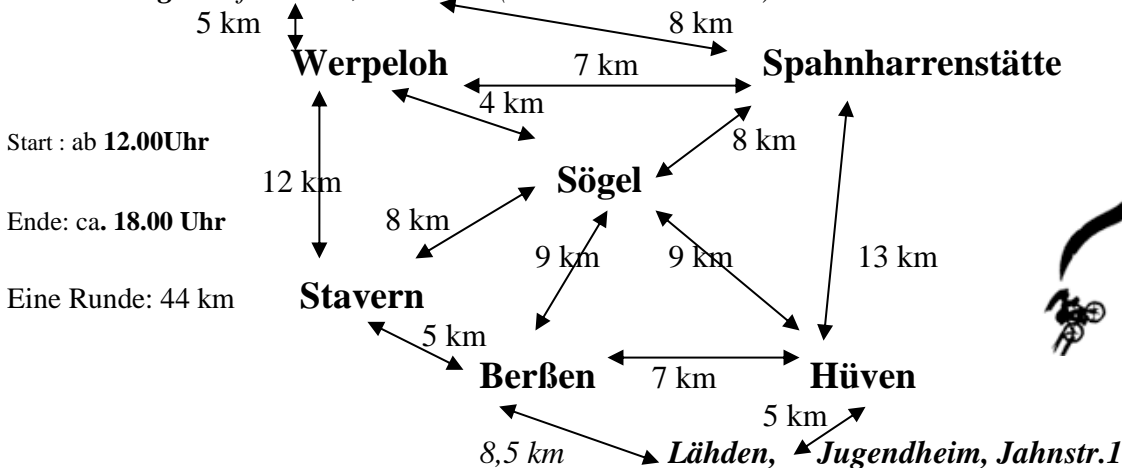 5 km 8 km
Werpeloh 7 km Spahnharrenstätte
4 km
Start : ab 12.00Uhr 8 km
12 km Sögel
Ende: ca. 18.00 Uhr 8 km
9 km 9 km 13 km
Eine Runde: 44 km Stavern
5 km
Berßen 7 km Hüven
5 km
8,5 km Lähden, Jugendheim, Jahnstr.1